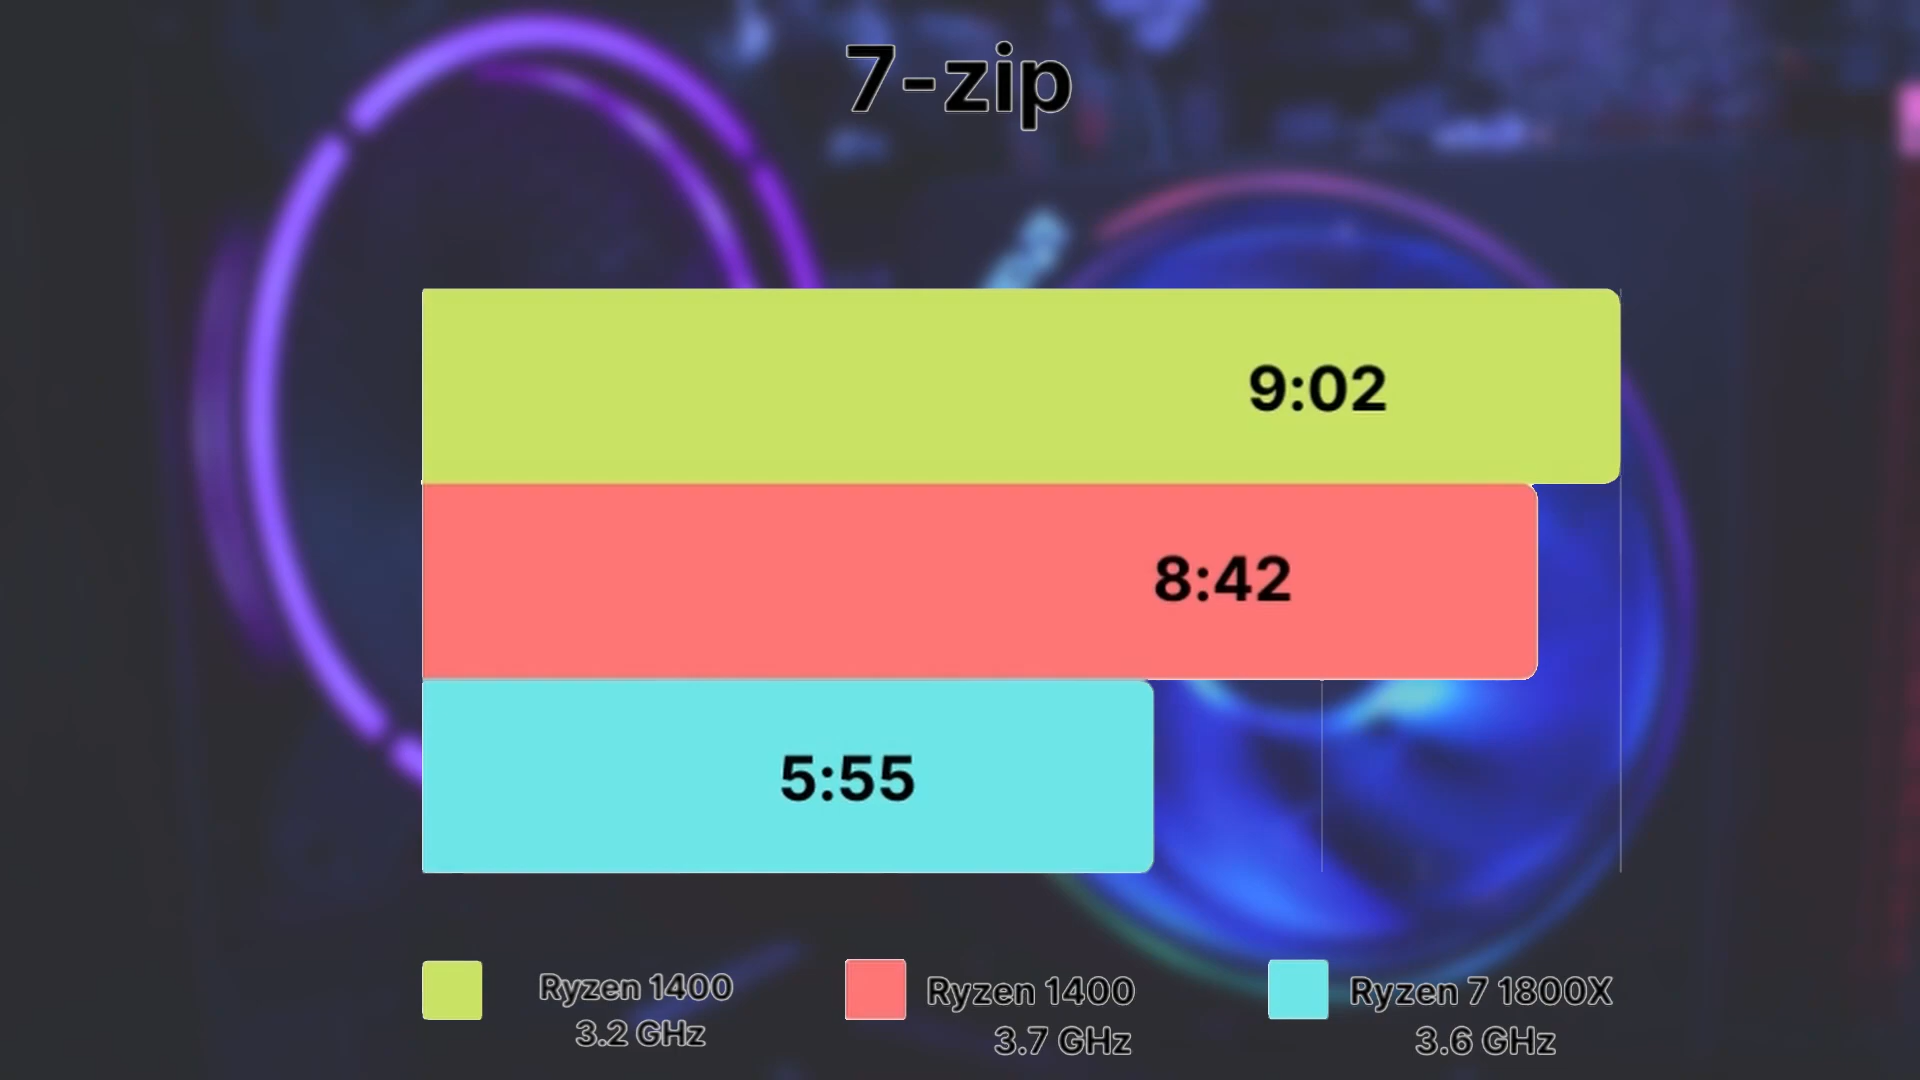 7-zip
9:02
8:42
5:55
Ryzen 1400
3.2 GHz
Ryzen 1400
3.7 GHz
Ryzen 7 1800X
3.6 GHz